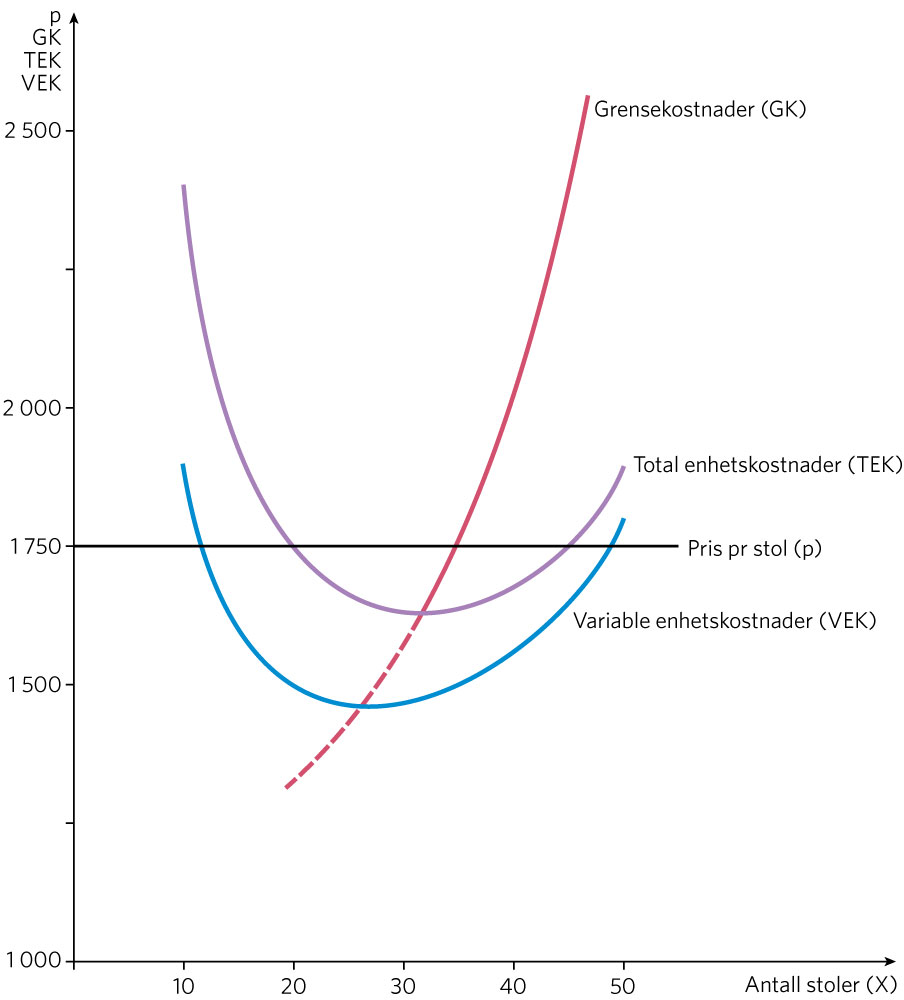 p
GK
TEK
VEK
2 500
Grensekostnader (GK)
2 000
Total enhetskostnader (TEK)
1 750
Pris pr stol (p)
Variable enhetskostnader (VEK)
1 500
1 000
10 20 30 40 50
Antall stoler (X)